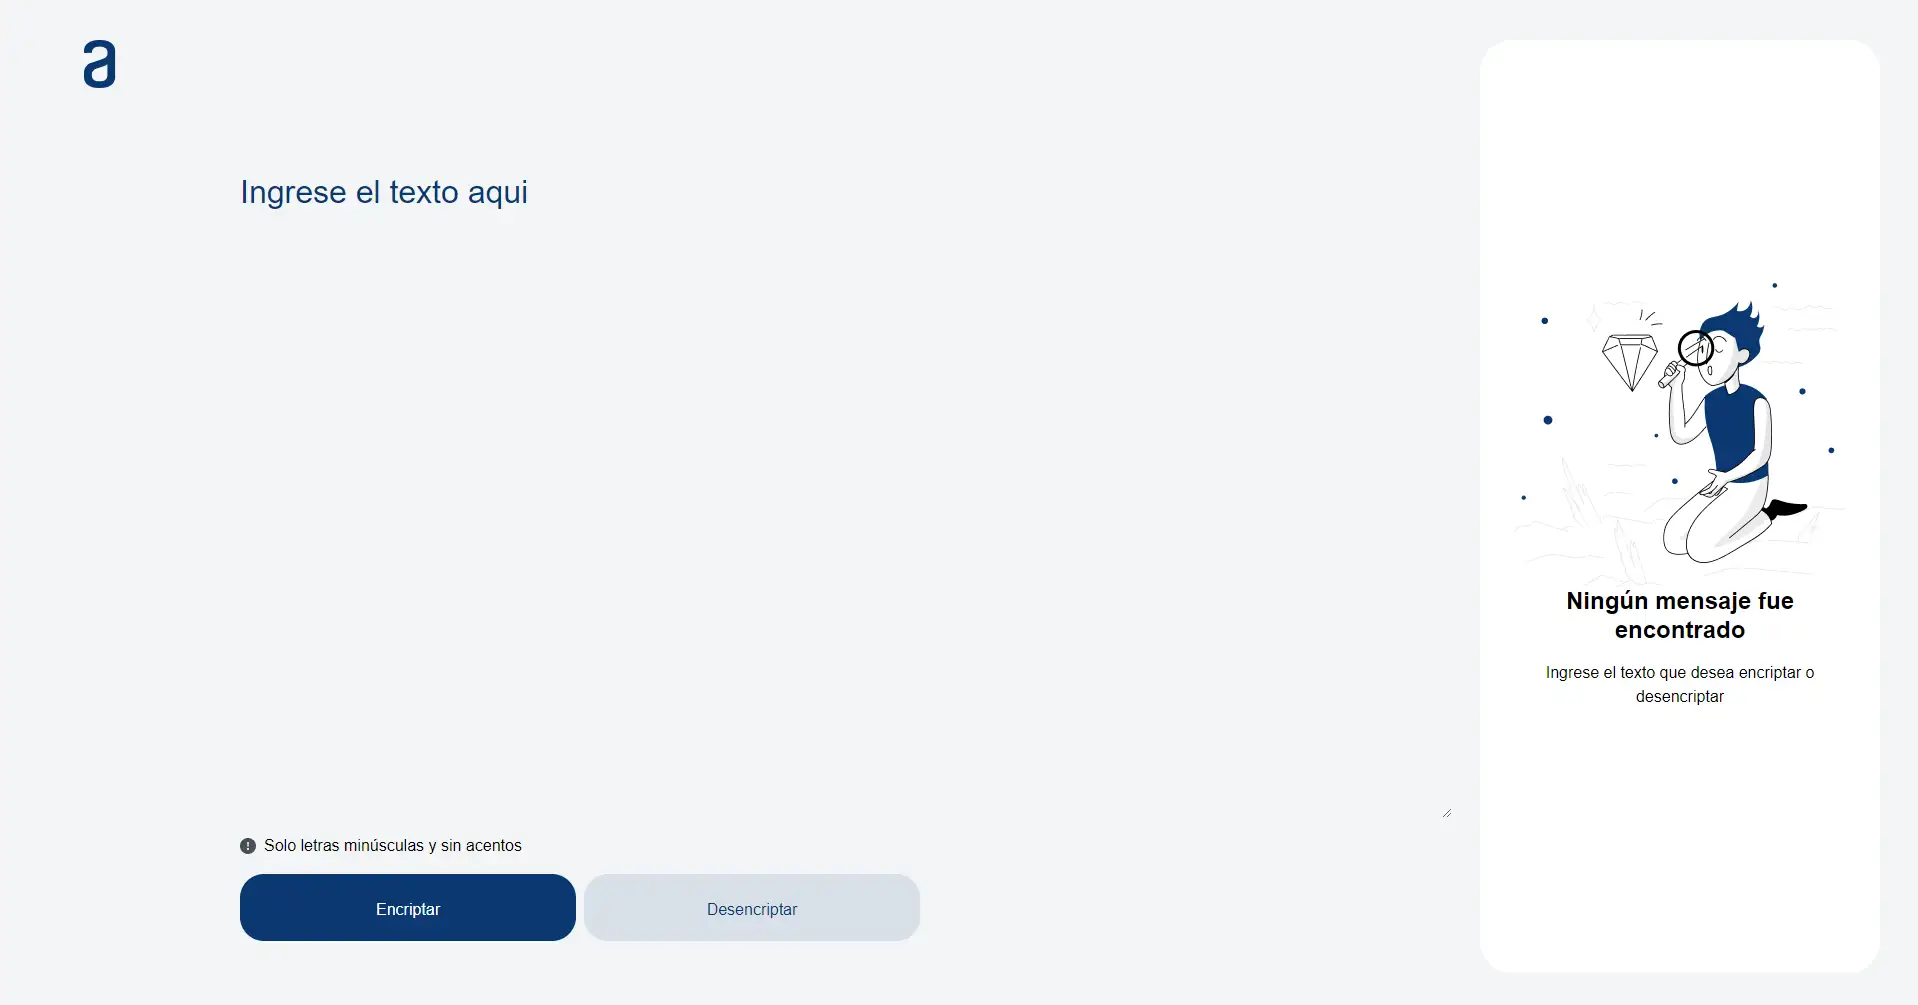 a
Ingrese el texto aqui
Solo letras minúsculas y sin acentos
Encriptar
Desencriptar
Ningún mensaje fue
encontrado
Ingrese el texto que desea encriptar o
desencriptar